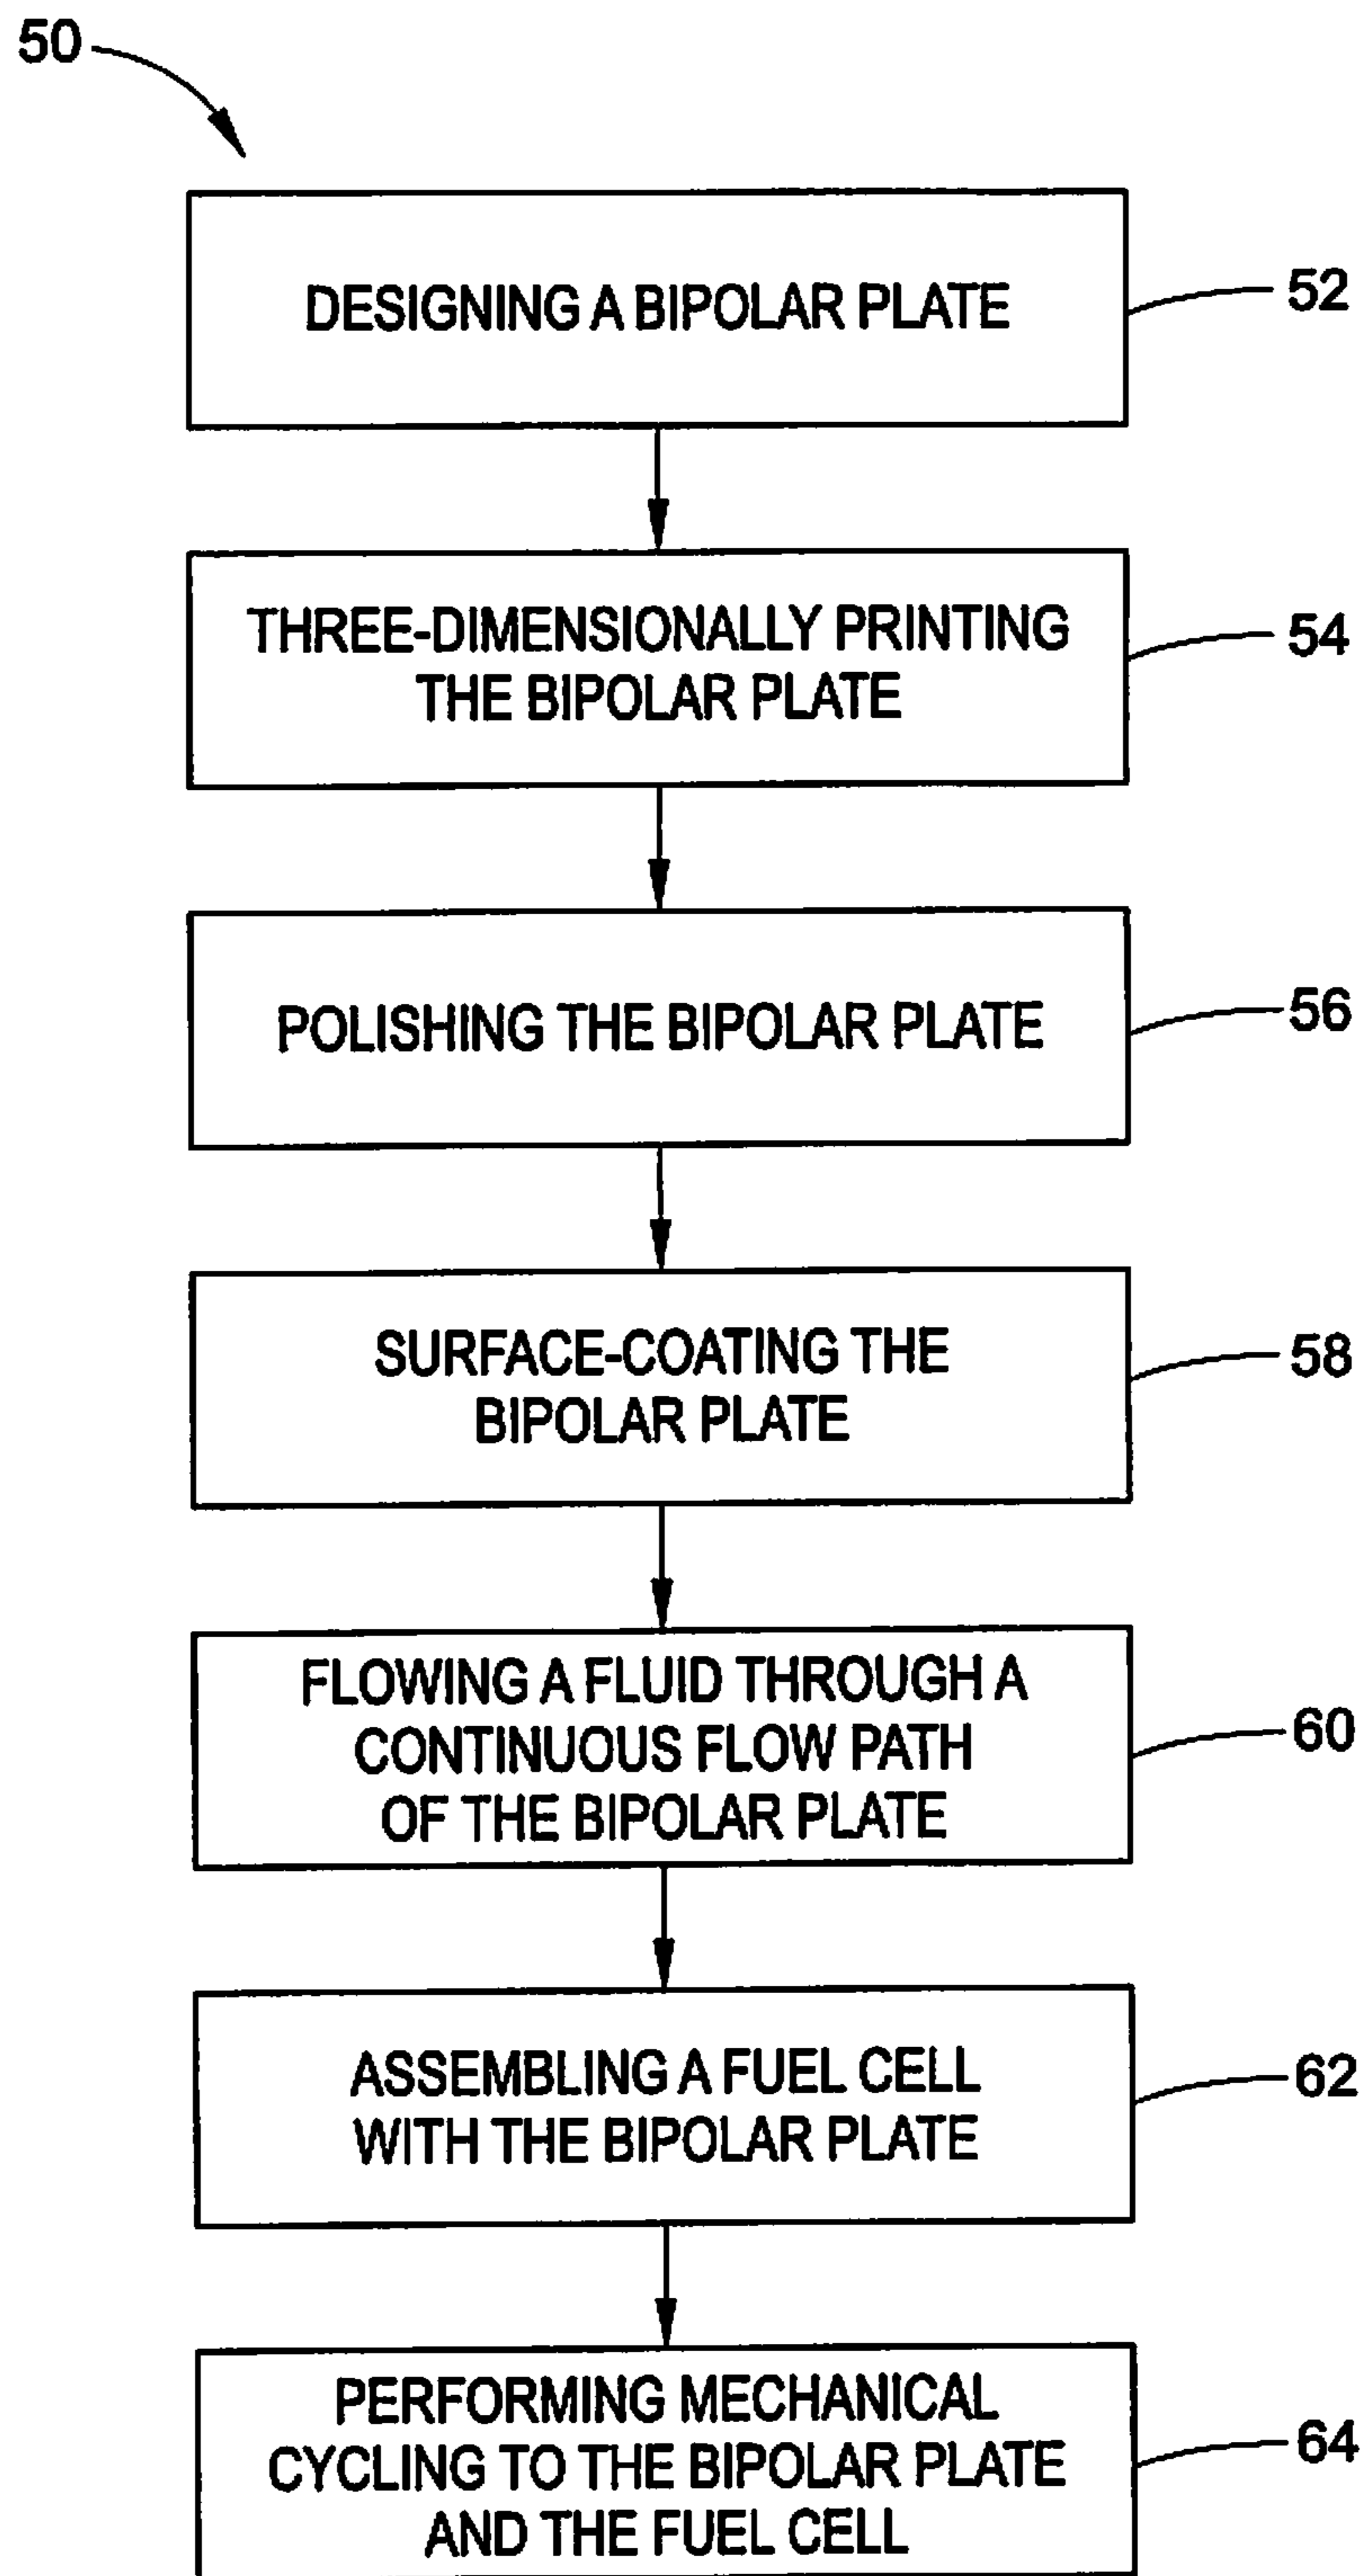 50
DESIGNING A BIPOLAR PLATE
52
THREE-DIMENSIONALLY PRINTING
THE BIPOLAR PLATE
54
POLISHING THE BIPOLAR PLATE
56
SURFACE-COATING THE
BIPOLAR PLATE
58
FLOWING A FLUID THROUGH A
CONTINUOUS FLOW PATH
OF THE BIPOLAR PLATE
60
ASSEMBLING A FUEL CELL
WITH THE BIPOLAR PLATE
62
PERFORMING MECHANICAL
CYCLING TO THE BIPOLAR PLATE
AND THE FUEL CELL
64